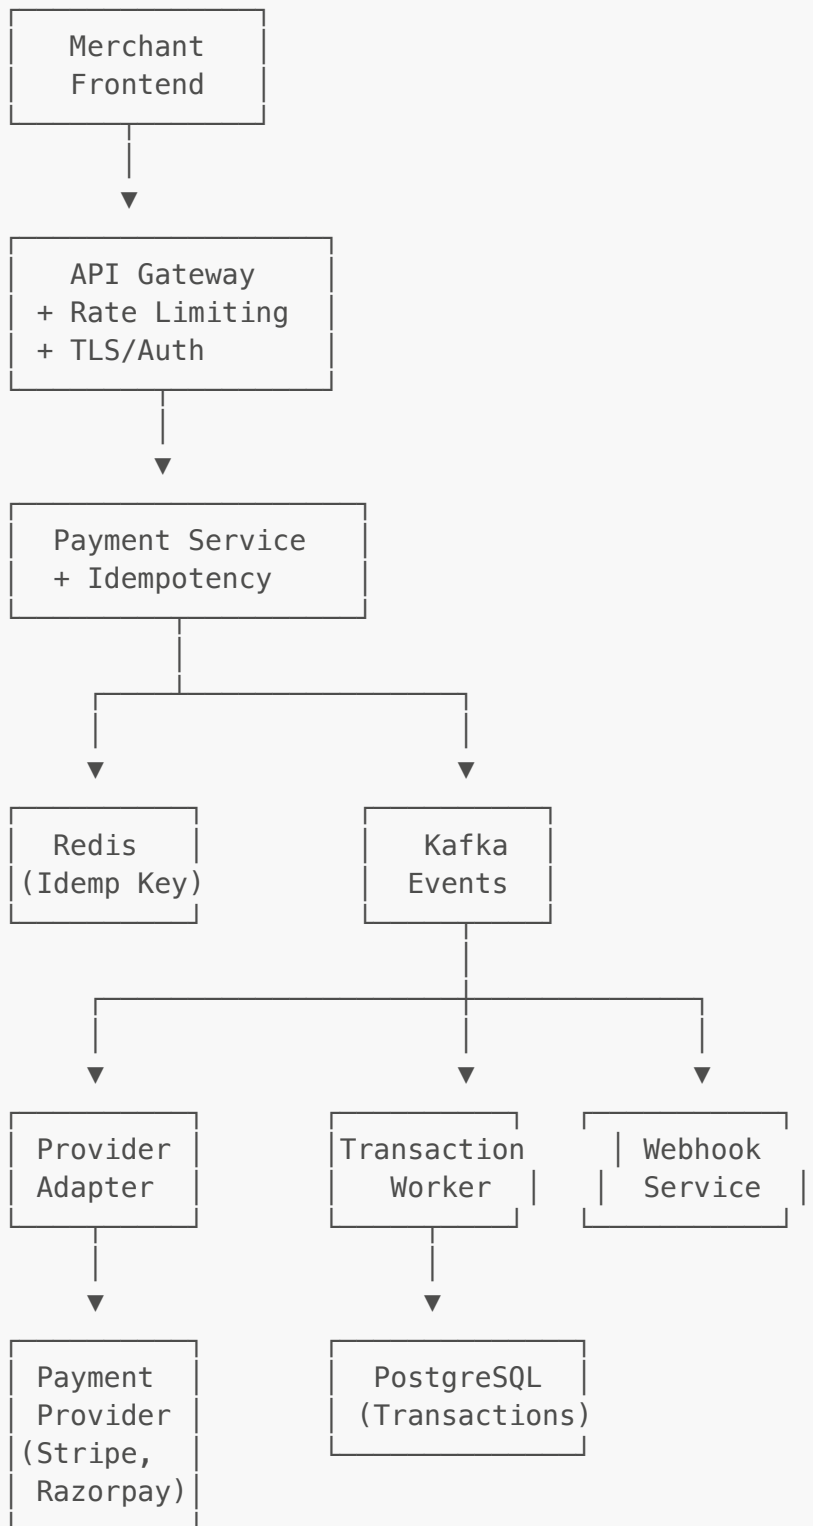 Merchant
Frontend
API Gateway
+ Rate Limiting
+ TLS/Auth
Payment Service
+ Idempotency
Redis
(Idemp Key)
Kafka
Events
Provider
Adapter
Transaction
Worker
Webhook
Service
Payment
Provider
(Stripe,
Razorpay)
PostgreSQL
(Transactions)